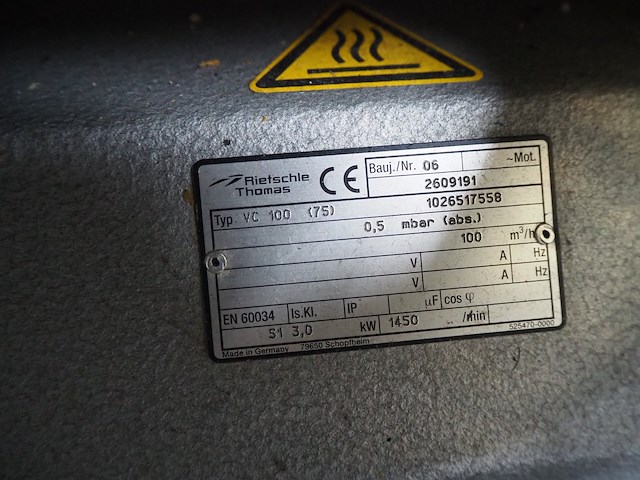 Rietschle
Thomas
CE
Bauj./Nr. 06 ~Mot.
2609191
Typ VC 100 (75) 1026517558
0,5 mbar (abs.)
100 m³/h
V A Hz
V A Hz
EN 60034 Is.Kl. IP µF cos φ
S1 3,0 kW 1450 /min
Made in Germany 79650 Schopfheim 525470-0000